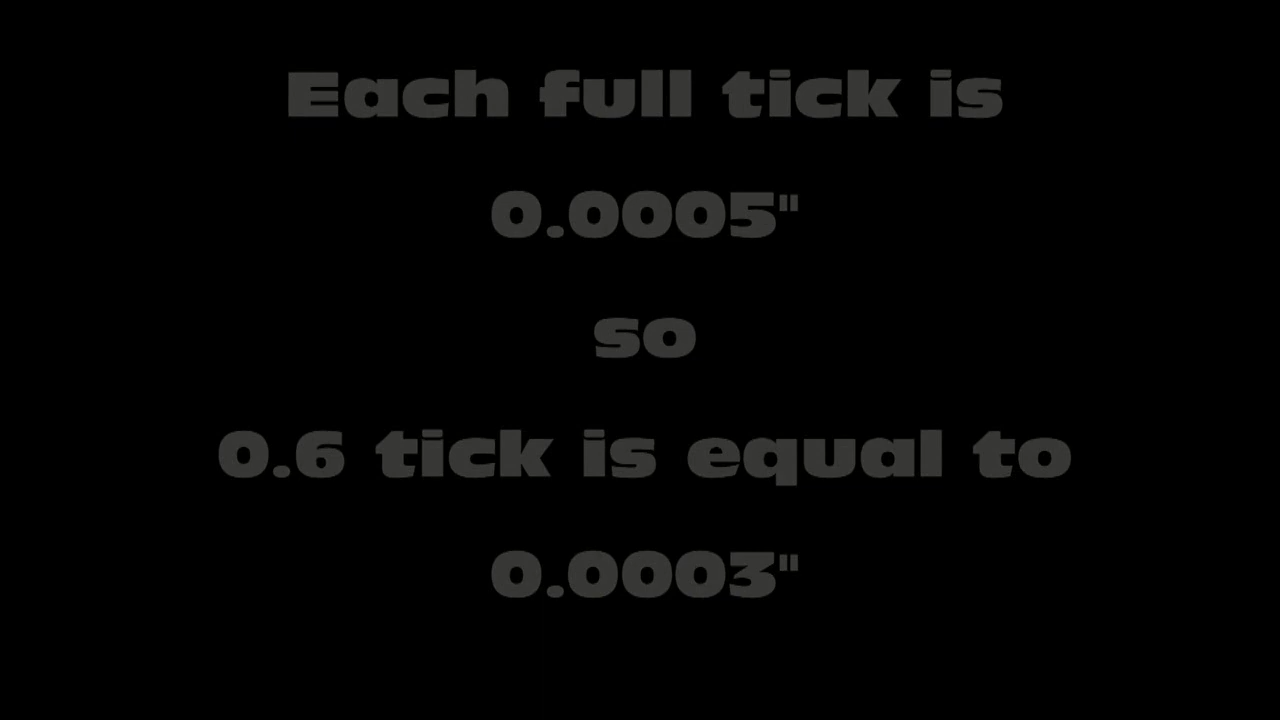 Each full tick is
0.0005"
so
0.6 tick is equal to
0.0003"